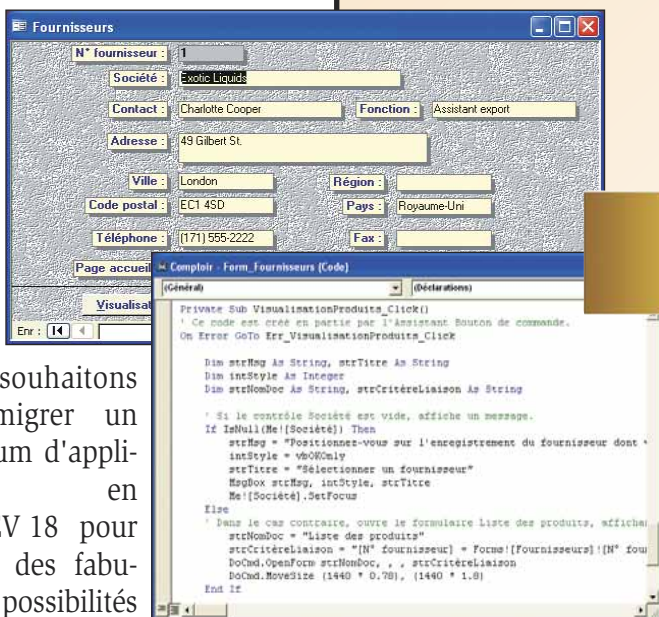 Fournisseurs
N° fournisseur : 1
Société : Exotic Liquids
Contact : Charlotte Cooper Fonction : Assistant export
Adresse : 49 Gilbert St.
Ville : London Région :
Code postal : EC1 4SD Pays : Royaume-Uni
Téléphone : (171) 555-2222 Fax :
Page accueil
Visualisat
Enr :
Comptoir - Form_Fournisseurs (Code)
(Général) (Déclarations)
Private Sub VisualisationProduits_Click()
' Ce code est créé en partie par l'Assistant Bouton de commande.
On Error GoTo Err_VisualisationProduits_Click
Dim strMsg As String, strTitre As String
Dim intStyle As Integer
Dim strNomDoc As String, strCritèreLiaison As String
' Si le contrôle Société est vide, affiche un message.
If IsNull(Me![Société]) Then
strMsg = "Positionnez-vous sur l'enregistrement du fournisseur dont
intStyle = vbOKOnly
strTitre = "Sélectionner un fournisseur"
MsgBox strMsg, intStyle, strTitre
Me![Société].SetFocus
Else
' Dans le cas contraire, ouvre le formulaire Liste des produits, affichan
strNomDoc = "Liste des produits"
strCritèreLiaison = "[N° fournisseur] = Forms![Fournisseurs]![N° four
DoCmd.OpenForm strNomDoc, , , strCritèreLiaison
DoCmd.MoveSize (1440 * 0.78), (1440 * 1.8)
End If
souhaitons
migrer un
um d'appli-
en
EV 18 pour
des fabu-
possibilités